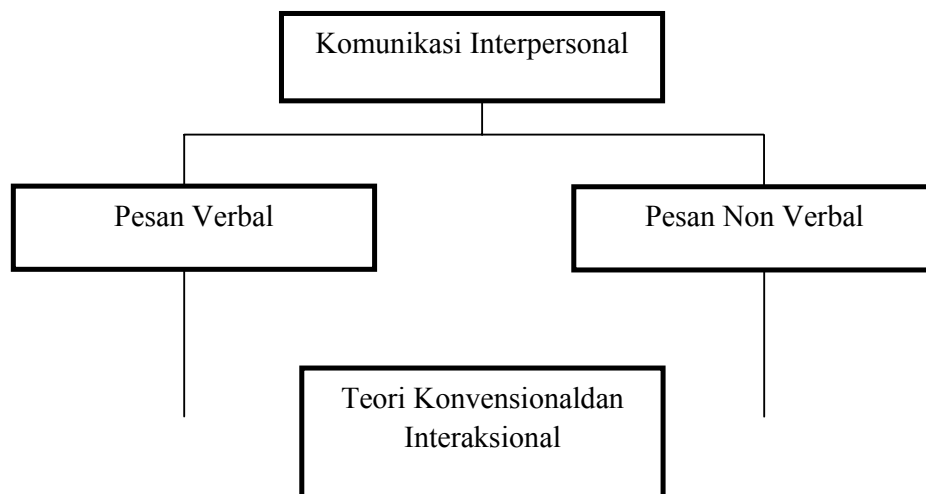 Komunikasi Interpersonal
Pesan Verbal
Pesan Non Verbal
Teori Konvensionaldan
Interaksional